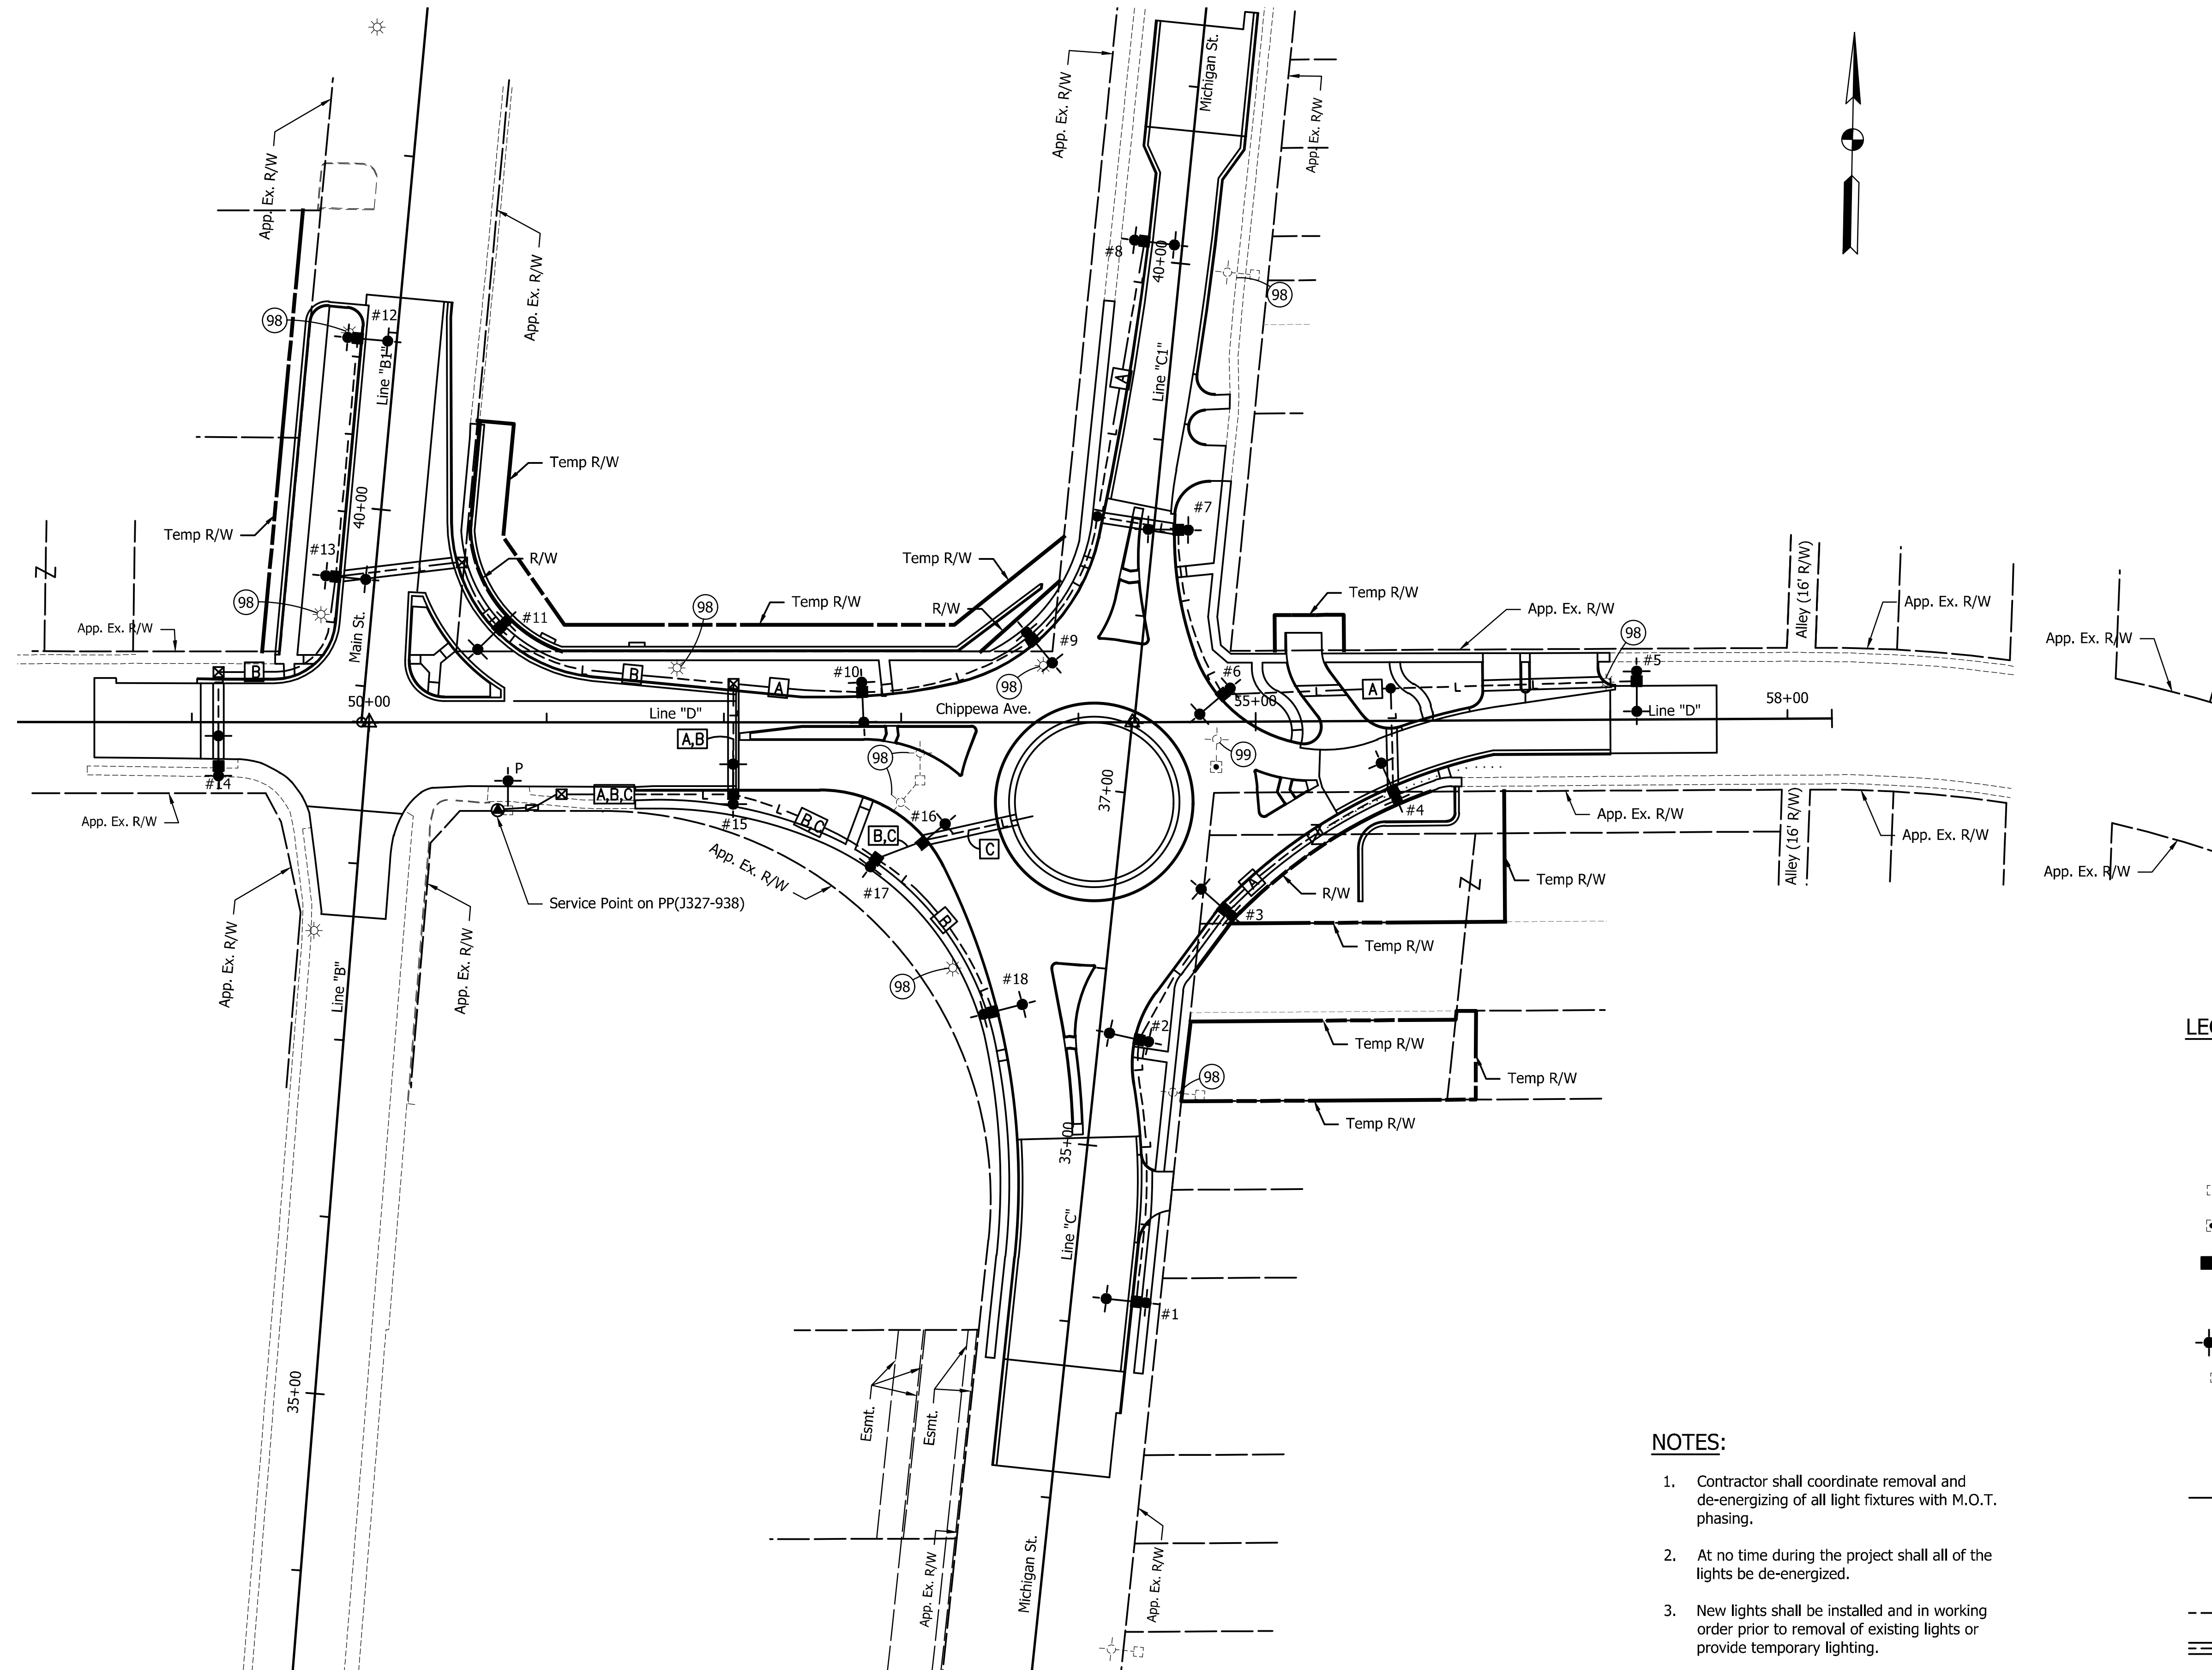 App. Ex. R/W
Michigan St.
App. Ex. R/W
App. Ex. R/W
App. Ex. R/W
#8
40+00
98
98
#12
Line "B1"
Line "C1"
A
Temp R/W
40+00
Temp R/W
#7
#13
R/W
Temp R/W
98
98
Temp R/W
R/W
Temp R/W
App. Ex. R/W
98
Alley (16' R/W)
App. Ex. R/W
App. Ex. R/W
App. Ex. R/W
Z
Main St.
#11
#9
#5
B
B
A
#10
98
#6
A
50+00
Line "D"
Chippewa Ave.
55+00
Line "D"
58+00
A,B
98
99
P
#14
A,B,C
#15
B,C
#16
B,C
C
37+00
#4
App. Ex. R/W
App. Ex. R/W
App. Ex. R/W
App. Ex. R/W
Alley (16' R/W)
App. Ex. R/W
#17
A
R/W
Z
Temp R/W
Service Point on PP(J327-938)
#3
B
Temp R/W
App. Ex. R/W
Line "B"
App. Ex. R/W
98
#18
#2
Temp R/W
98
Temp R/W
Temp R/W
35+00
Line "C"
#1
35+00
Esmt.
Esmt.
App. Ex. R/W
Michigan St.
App. Ex. R/W
NOTES:
1. Contractor shall coordinate removal and
de-energizing of all light fixtures with M.O.T.
phasing.
2. At no time during the project shall all of the
lights be de-energized.
3. New lights shall be installed and in working
order prior to removal of existing lights or
provide temporary lighting.